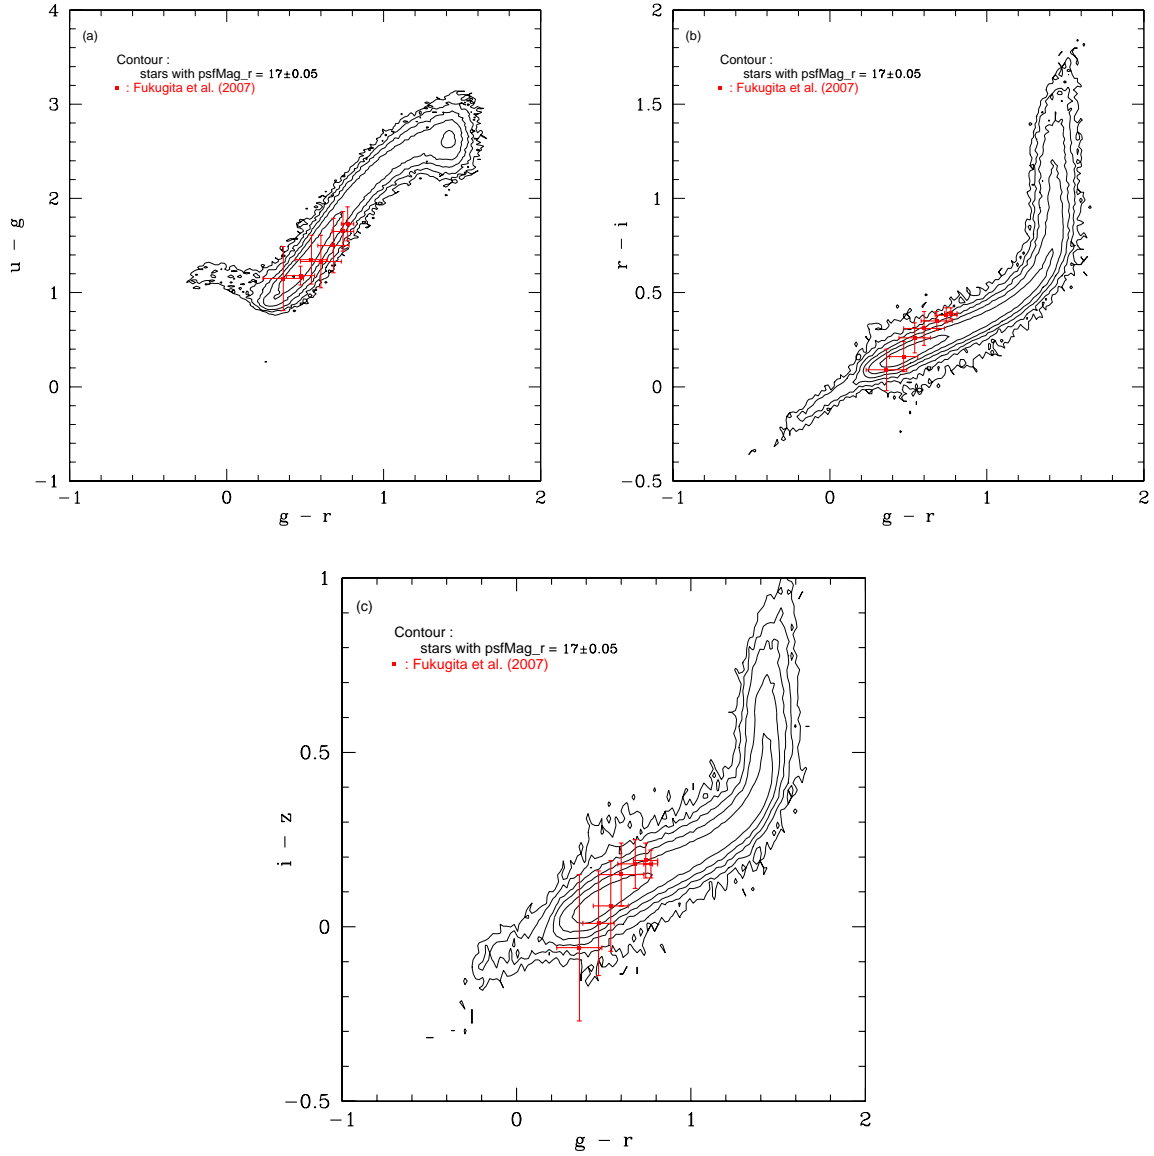 (a)
Contour :
stars with psfMag_r = 17±0.05
: Fukugita et al. (2007)
4
3
2
1
0
−1
u − g
−1
0
1
2
g − r
(b)
Contour :
stars with psfMag_r = 17±0.05
: Fukugita et al. (2007)
2
1.5
1
0.5
0
−0.5
r − i
−1
0
1
2
g − r
(c)
Contour :
stars with psfMag_r = 17±0.05
: Fukugita et al. (2007)
1
0.5
0
−0.5
i − z
−1
0
1
2
g − r